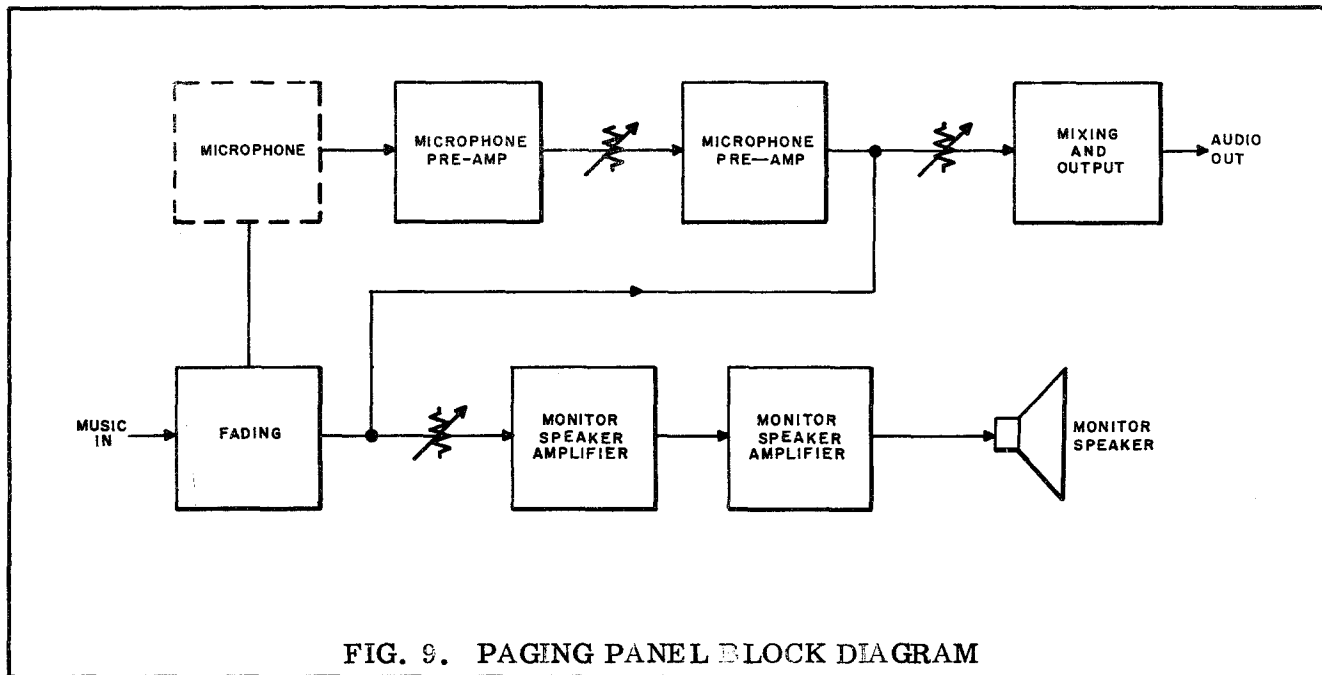 MICROPHONE
MICROPHONE
PRE-AMP
MICROPHONE
PRE—AMP
MIXING
AND
OUTPUT
AUDIO
OUT
MUSIC
IN
FADING
MONITOR
SPEAKER
AMPLIFIER
MONITOR
SPEAKER
AMPLIFIER
MONITOR
SPEAKER
FIG. 9. PAGING PANEL BLOCK DIAGRAM